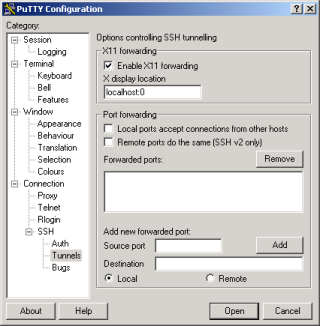 PuTTY Configuration
Category:
Session
Logging
Terminal
Keyboard
Bell
Features
Window
Appearance
Behaviour
Translation
Selection
Colours
Connection
Proxy
Telnet
Rlogin
SSH
Auth
Tunnels
Bugs
Options controlling SSH tunnelling
X11 forwarding
Enable X11 forwarding
X display location
localhost:0
Port forwarding
Local ports accept connections from other hosts
Remote ports do the same (SSH v2 only)
Forwarded ports:
Remove
Add new forwarded port:
Source port
Add
Destination
Local
Remote
About
Help
Open
Cancel